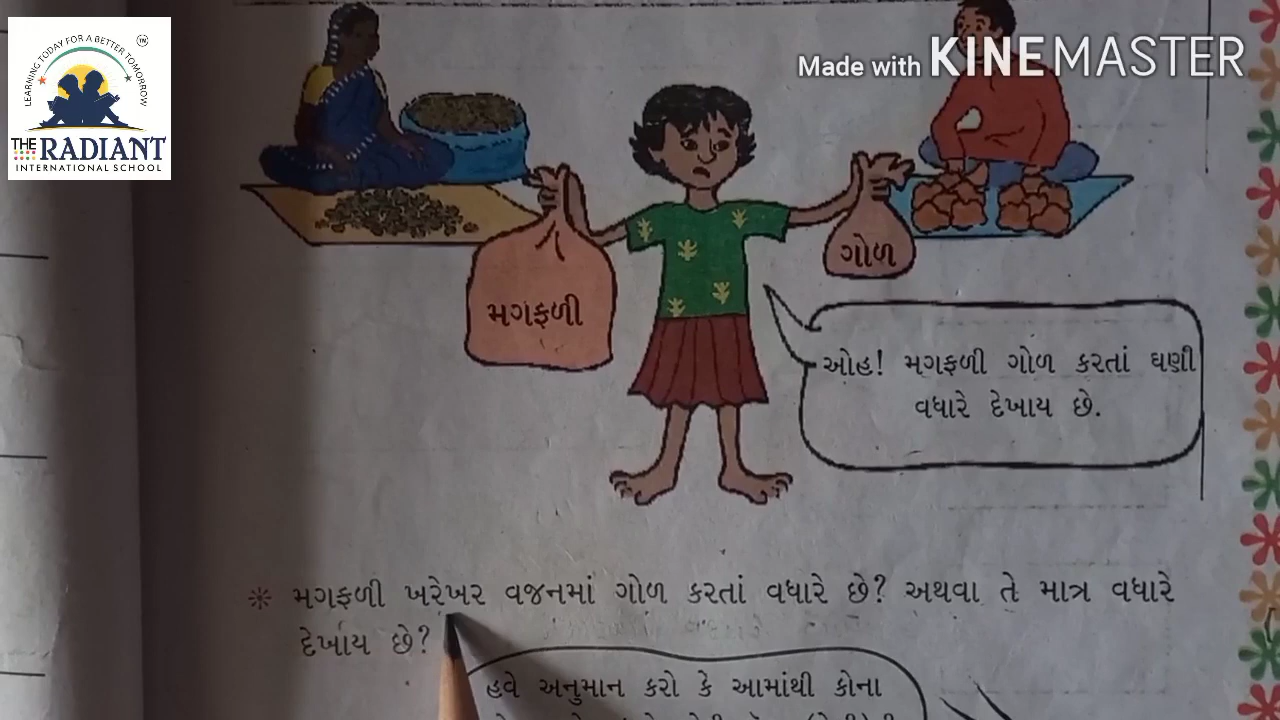 LEARNING TODAY FOR A BETTER TOMORROW
THE RADIANT
INTERNATIONAL SCHOOL
Made with KINEMASTER
મગફળી
ગોળ
ઓહ! મગફળી ગોળ કરતાં ઘણી
વધારે દેખાય છે.
મગફળી ખરેખર વજનમાં ગોળ કરતાં વધારે છે? અથવા તે માત્ર વધારે
દેખાય છે?
હવે અનુમાન કરો કે આમાંથી કોના